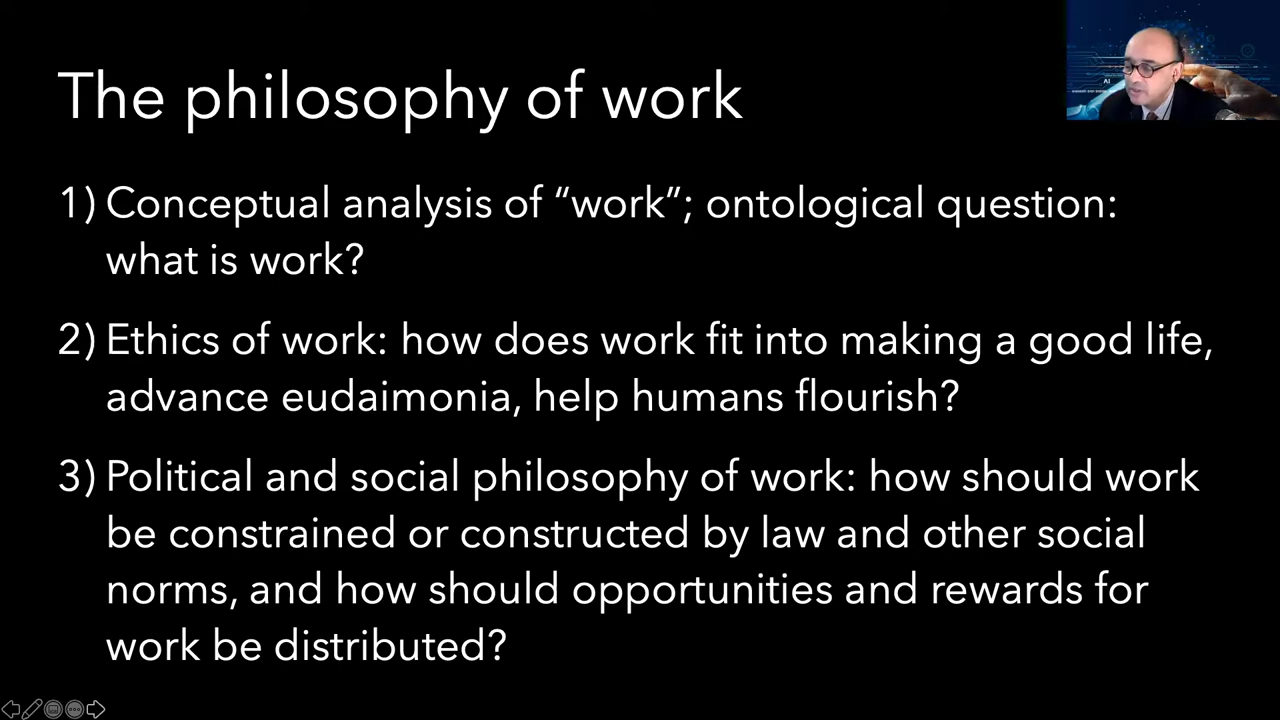 The philosophy of work
AI
1) Conceptual analysis of “work”; ontological question:
what is work?
2) Ethics of work: how does work fit into making a good life,
advance eudaimonia, help humans flourish?
3) Political and social philosophy of work: how should work
be constrained or constructed by law and other social
norms, and how should opportunities and rewards for
work be distributed?